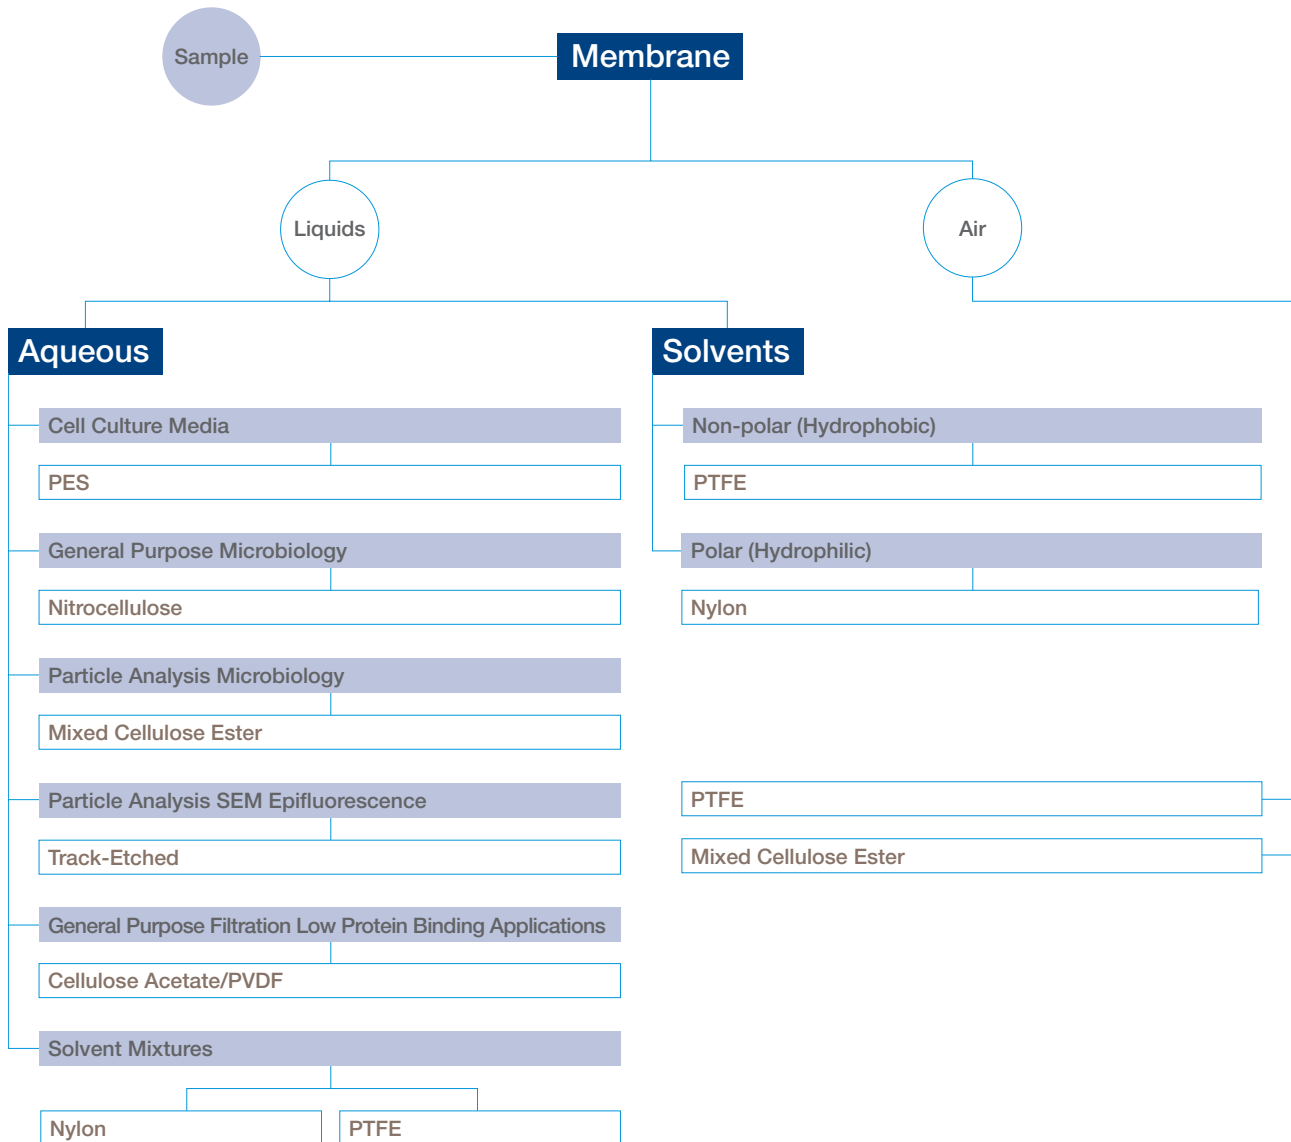 Sample
Membrane
Liquids
Air
Aqueous
Solvents
Cell Culture Media
PES
General Purpose Microbiology
Nitrocellulose
Particle Analysis Microbiology
Mixed Cellulose Ester
Particle Analysis SEM Epifluorescence
Track-Etched
General Purpose Filtration Low Protein Binding Applications
Cellulose Acetate/PVDF
Solvent Mixtures
Nylon
PTFE
Non-polar (Hydrophobic)
PTFE
Polar (Hydrophilic)
Nylon
PTFE
Mixed Cellulose Ester